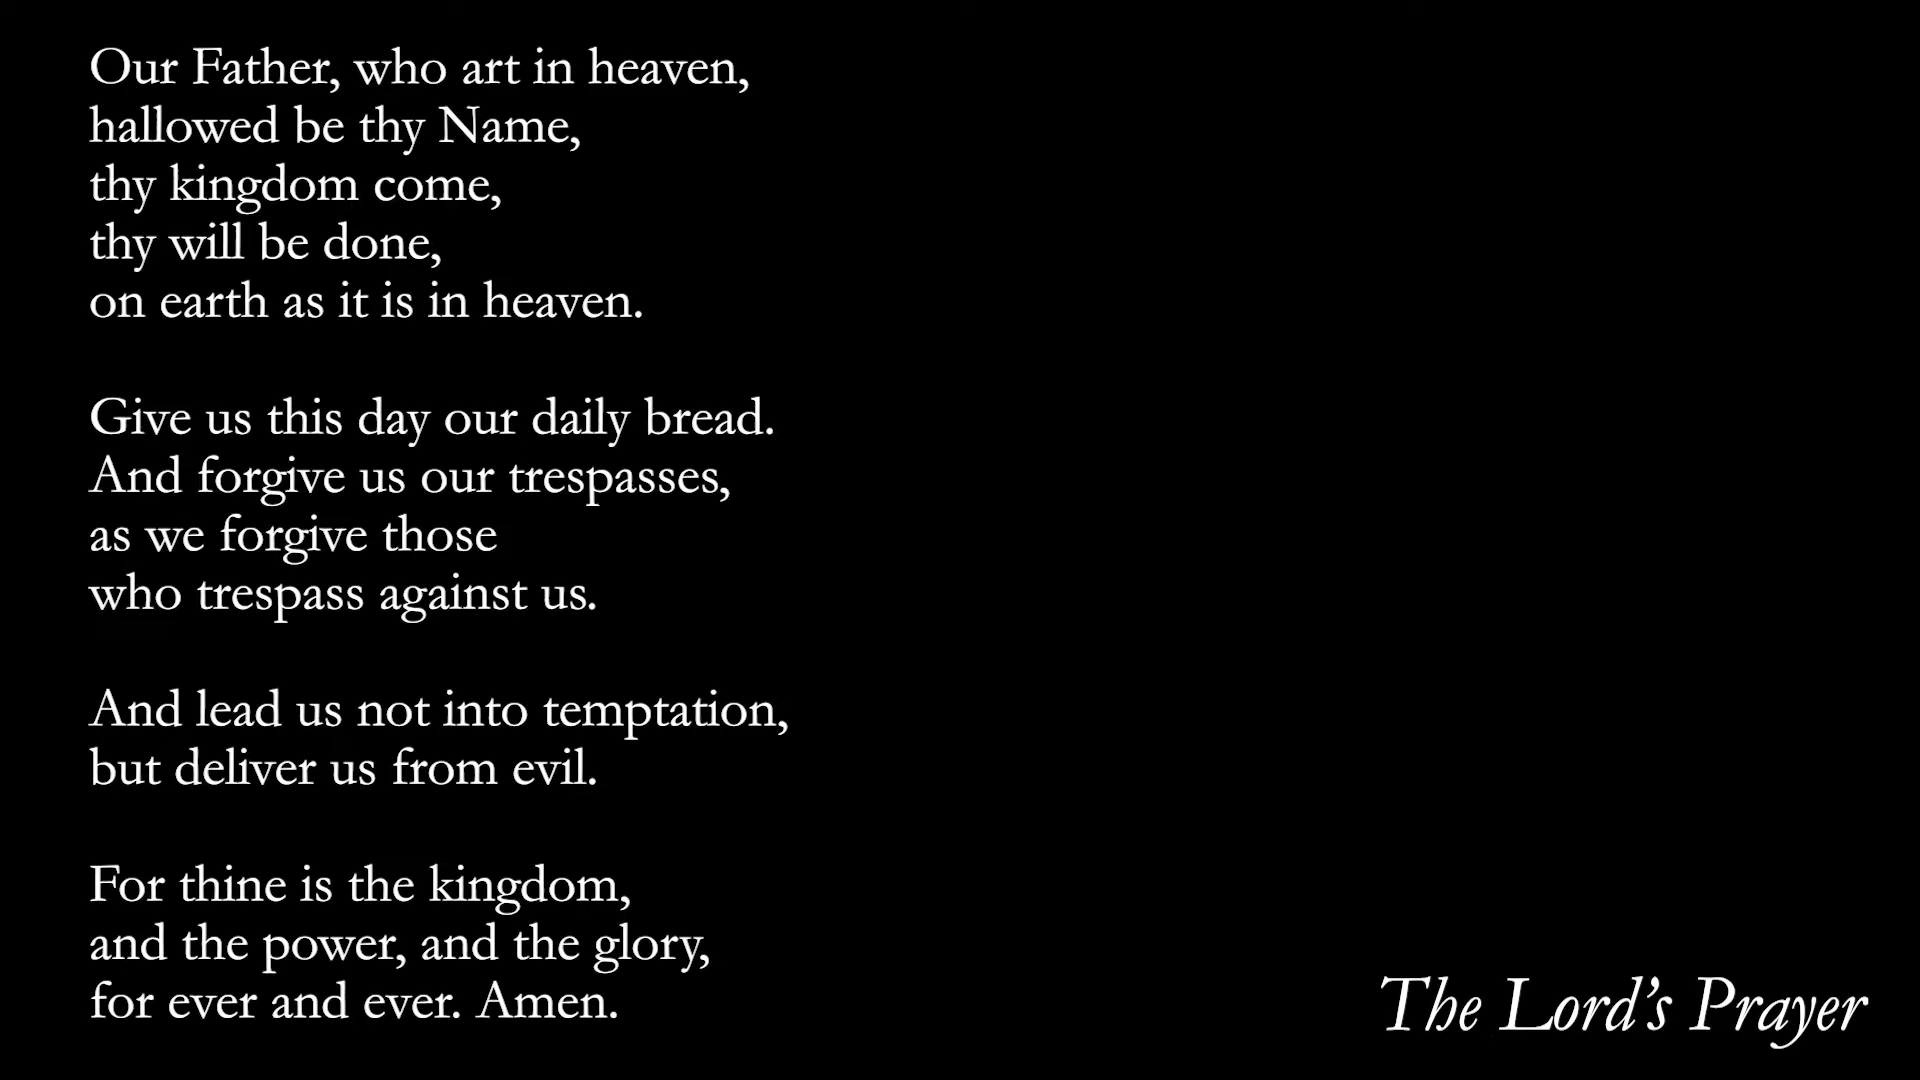 Our Father, who art in heaven,
hallowed be thy Name,
thy kingdom come,
thy will be done,
on earth as it is in heaven.
Give us this day our daily bread.
And forgive us our trespasses,
as we forgive those
who trespass against us.
And lead us not into temptation,
but deliver us from evil.
For thine is the kingdom,
and the power, and the glory,
for ever and ever. Amen.
The Lord’s Prayer